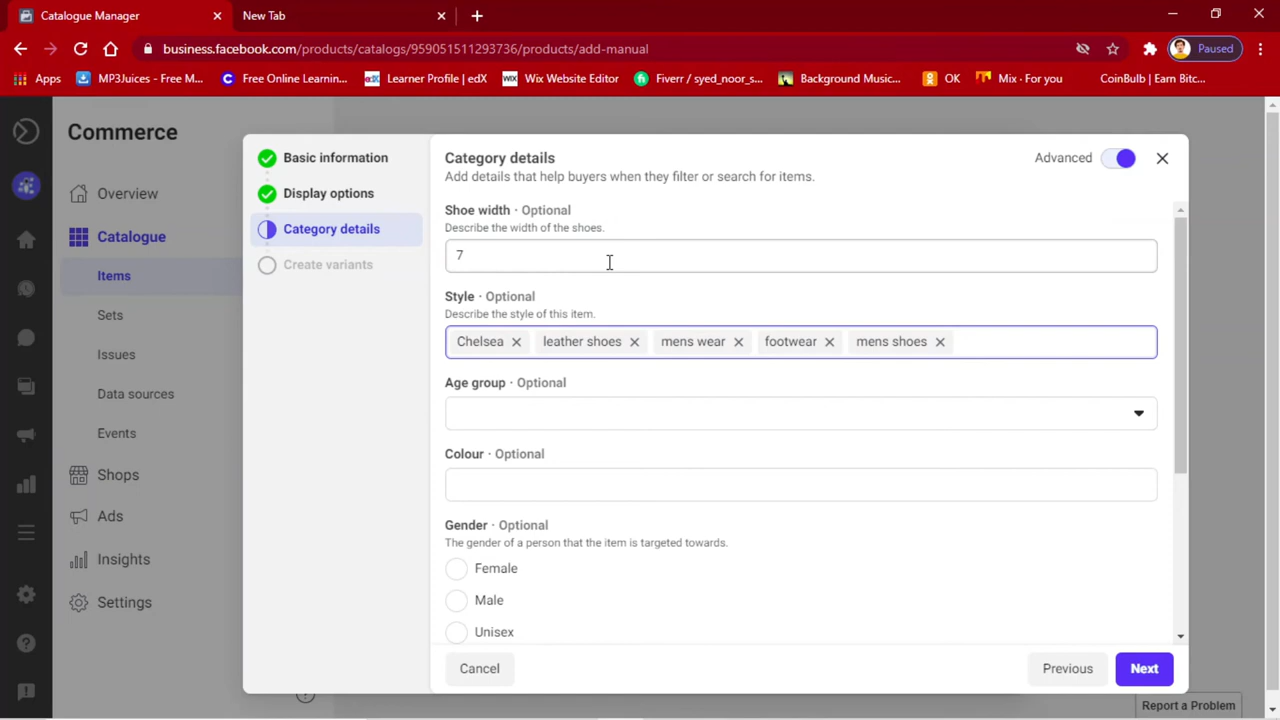 Catalogue Manager
New Tab
business.facebook.com/products/catalogs/959051511293736/products/add-manual
Paused
Apps
MP3Juices - Free M...
Free Online Learnin...
Learner Profile | edX
Wix Website Editor
Fiverr / syed_noor_s...
Background Music...
OK
Mix · For you
CoinBulb | Earn Bitc...
Commerce
Overview
Catalogue
Items
Sets
Issues
Data sources
Events
Shops
Ads
Insights
Settings
Basic information
Display options
Category details
Create variants
Category details
Advanced
Add details that help buyers when they filter or search for items.
Shoe width · Optional
Describe the width of the shoes.
7
Style · Optional
Describe the style of this item.
Chelsea
leather shoes
mens wear
footwear
mens shoes
Age group · Optional
Colour · Optional
Gender · Optional
The gender of a person that the item is targeted towards.
Female
Male
Unisex
Cancel
Previous
Next
Report a Problem